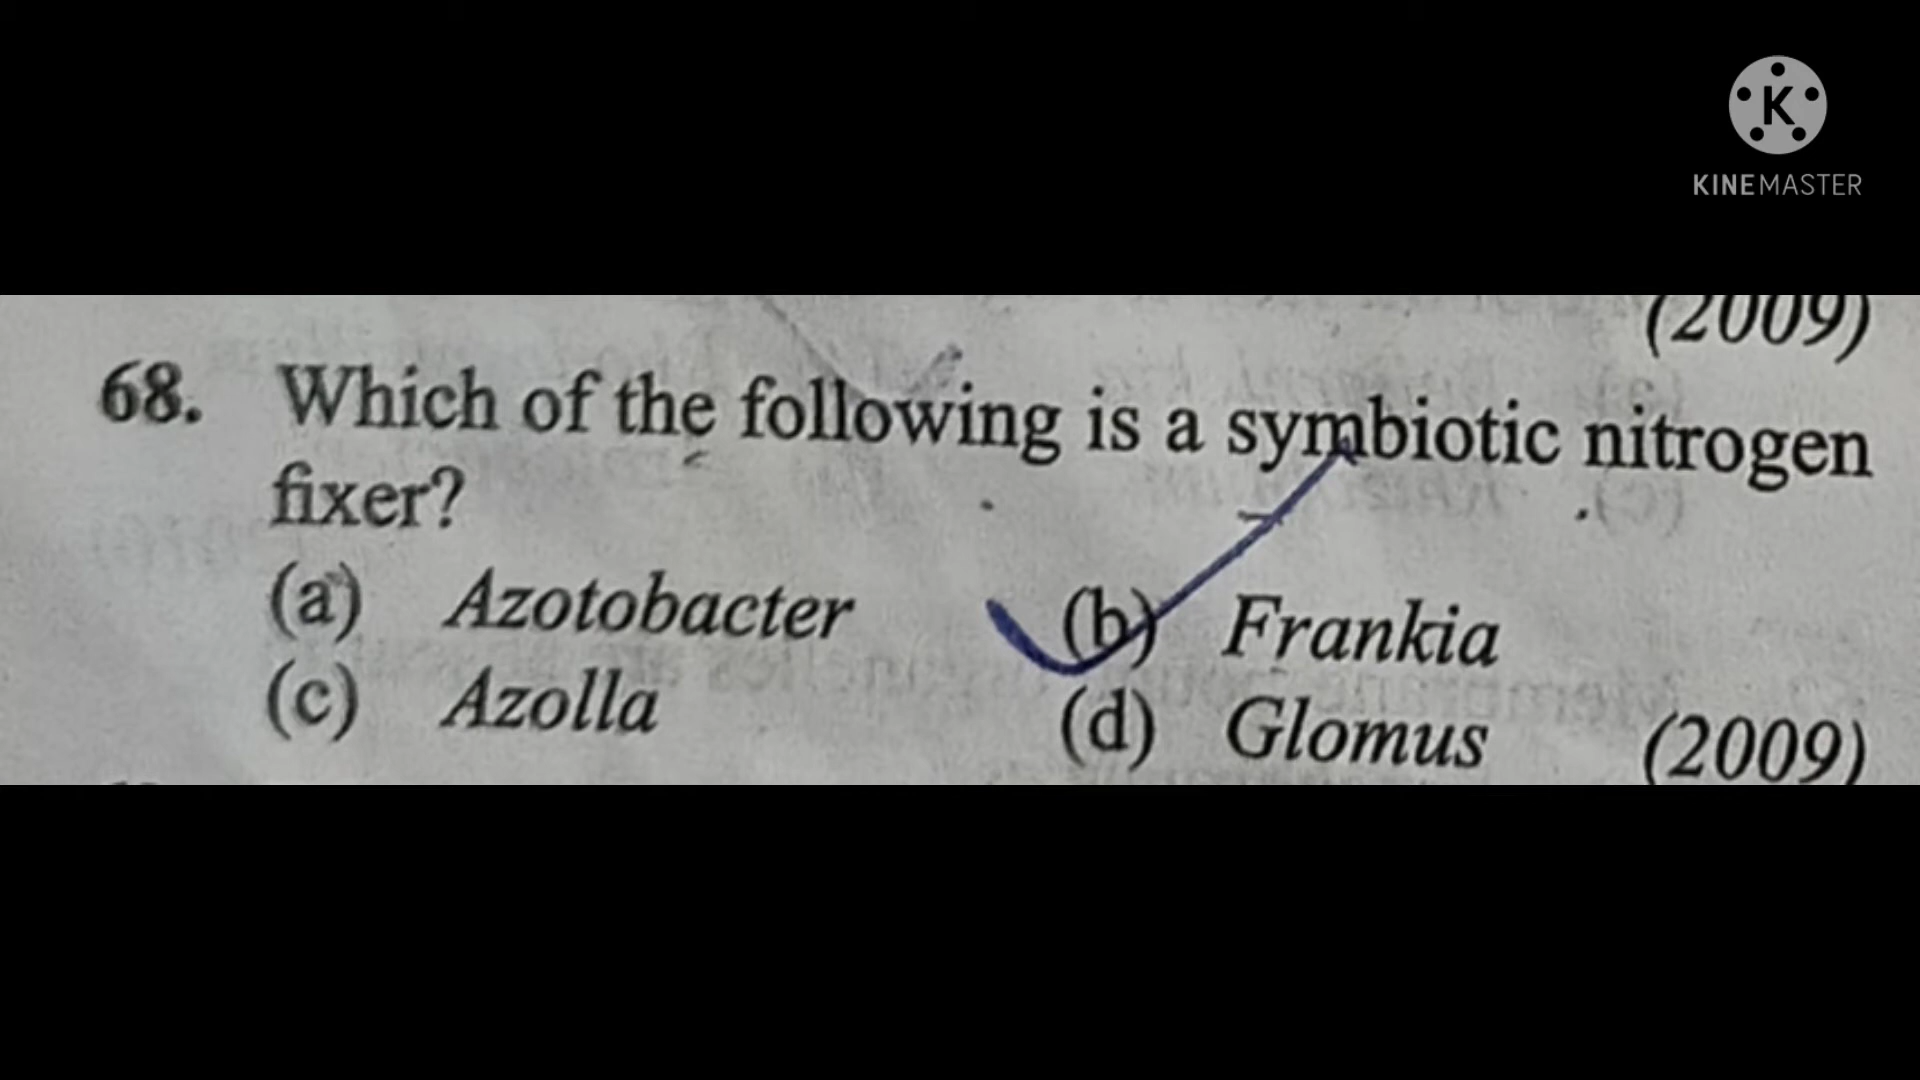 K
KINEMASTER
(2009)
68. Which of the following is a symbiotic nitrogen
fixer?
(a) Azotobacter (b) Frankia
(c) Azolla (d) Glomus (2009)